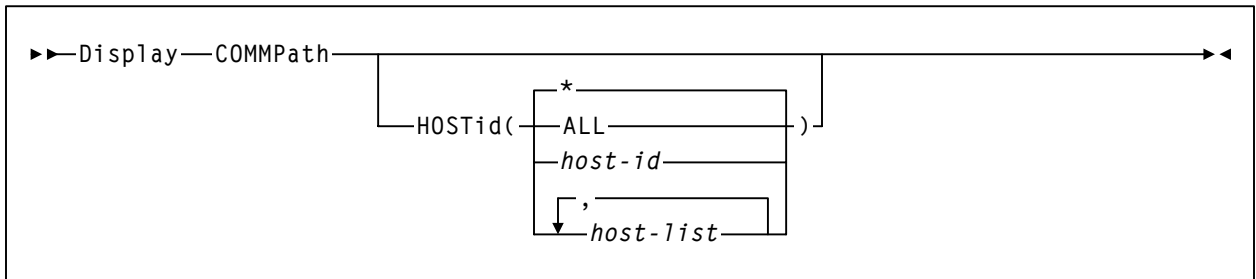 Display COMMPath
*
HOSTid( ALL )
host-id
,
host-list